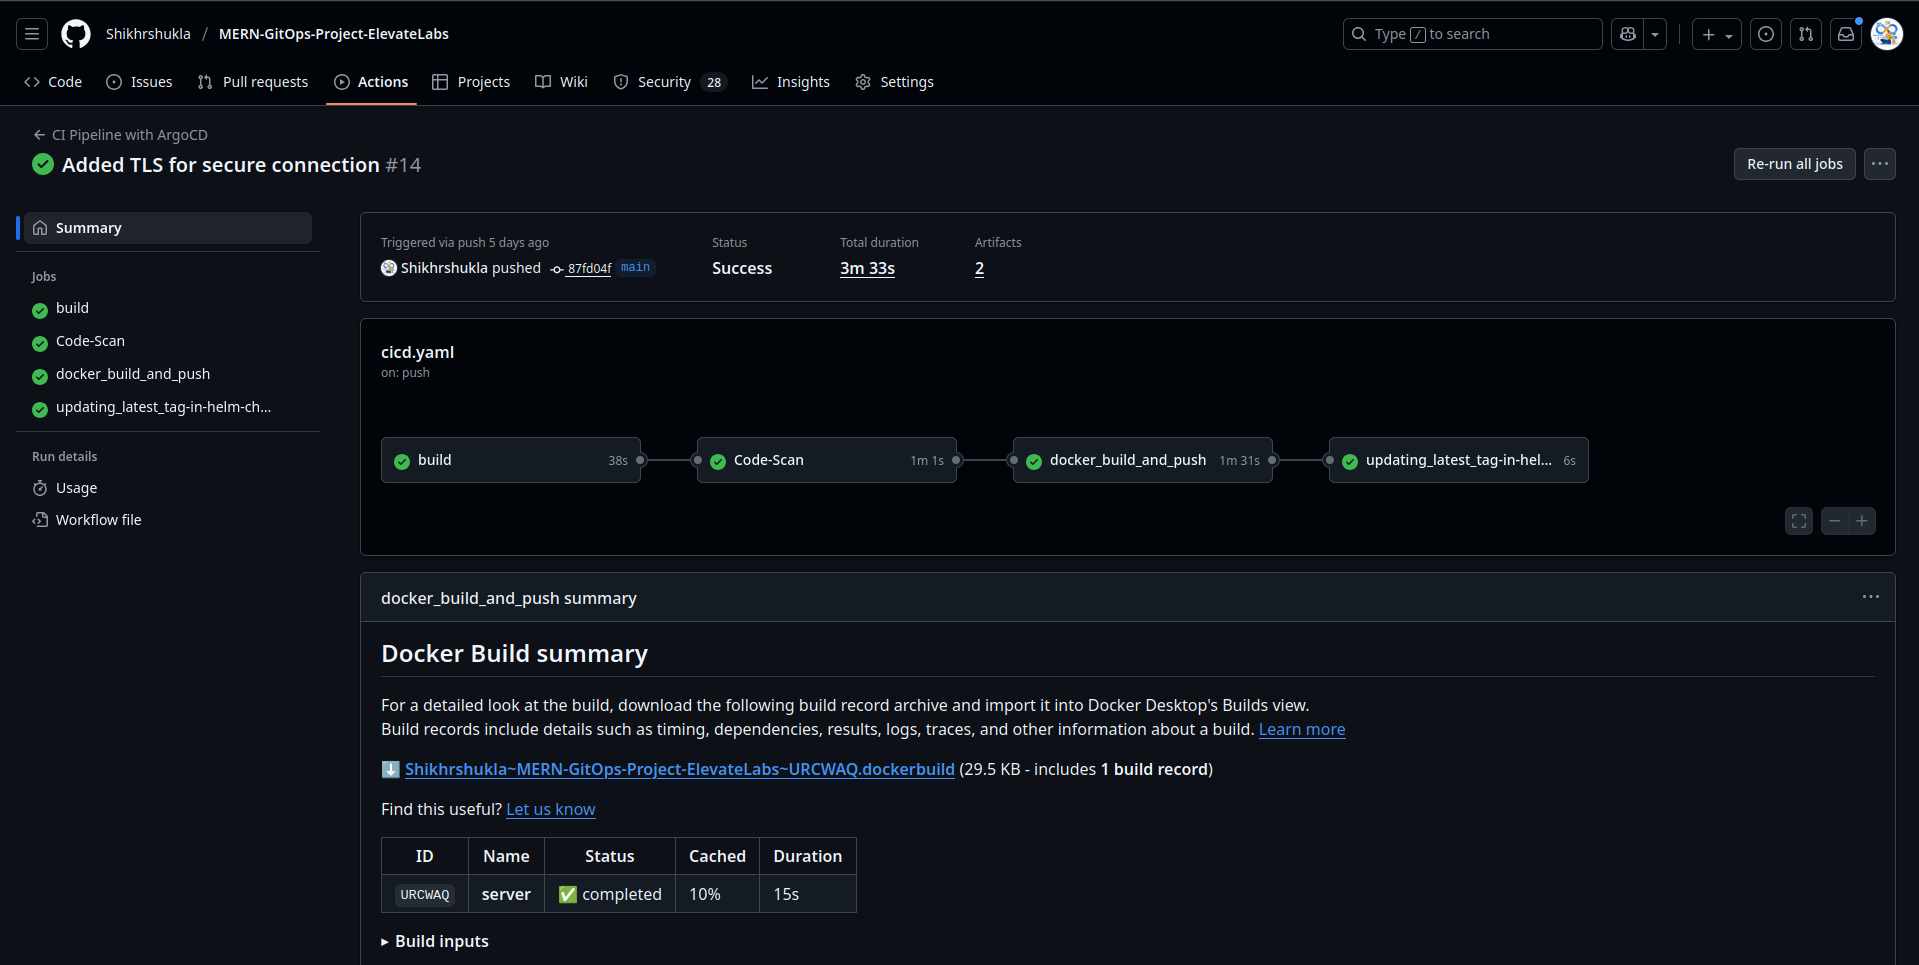 Shikhrshukla / MERN-GitOps-Project-ElevateLabs
Type / to search
Code
Issues
Pull requests
Actions
Projects
Wiki
Security 28
Insights
Settings
← CI Pipeline with ArgoCD
Added TLS for secure connection #14
Re-run all jobs
Summary
Jobs
build
Code-Scan
docker_build_and_push
updating_latest_tag-in-helm-ch...
Run details
Usage
Workflow file
Triggered via push 5 days ago
Shikhrshukla pushed 87fd04f main
Status
Success
Total duration
3m 33s
Artifacts
2
cicd.yaml
on: push
build 38s
Code-Scan 1m 1s
docker_build_and_push 1m 31s
updating_latest_tag-in-hel... 6s
docker_build_and_push summary
Docker Build summary
For a detailed look at the build, download the following build record archive and import it into Docker Desktop's Builds view.
Build records include details such as timing, dependencies, results, logs, traces, and other information about a build. Learn more
⬇️ Shikhrshukla~MERN-GitOps-Project-ElevateLabs~URCWAQ.dockerbuild (29.5 KB - includes 1 build record)
Find this useful? Let us know
ID Name Status Cached Duration
URCWAQ server ✅ completed 10% 15s
▸ Build inputs